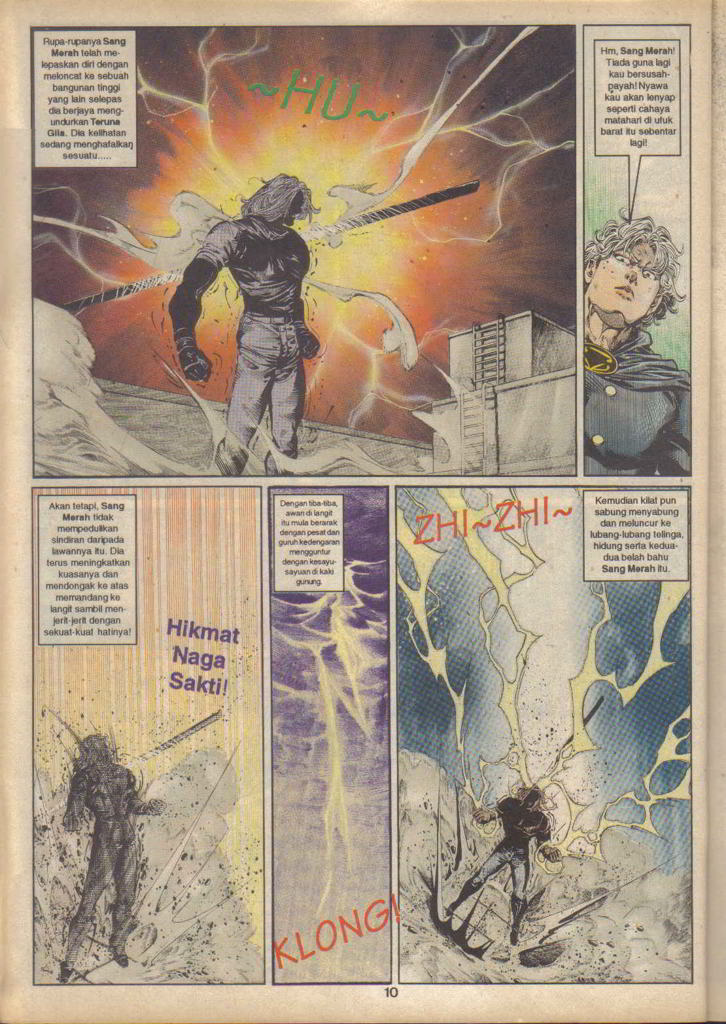 Rupa-rupanya Sang
Merah telah me-
lepaskan diri dengan
meloncat ke sebuah
bangunan tinggi
yang lain selepas
dia berjaya meng-
undurkan Teruna
Gila. Dia kelihatan
sedang menghafalkan
sesuatu.....
~HU~
Hm, Sang Merah!
Tiada guna lagi
kau bersusah-
payah! Nyawa
kau akan lenyap
seperti cahaya
matahari di ufuk
barat itu sebentar
lagi!
Akan tetapi, Sang
Merah tidak
mempedulikan
sindiran daripada
lawannya itu. Dia
terus meningkatkan
kuasanya dan
mendongak ke atas
memandang ke
langit sambil men-
jerit-jerit dengan
sekuat-kuat hatinya!
Hikmat
Naga
Sakti!
Dengan tiba-tiba,
awan di langit
itu mula berarak
dengan pesat dan
guruh kedengaran
mengguntur
dengan kesayu-
sayuan di kaki
gunung.
KLONG!
ZHI~ZHI~
Kemudian kilat pun
sabung menyabung
dan meluncur ke
lubang-lubang telinga,
hidung serta kedua-
dua belah bahu
Sang Merah itu.
10